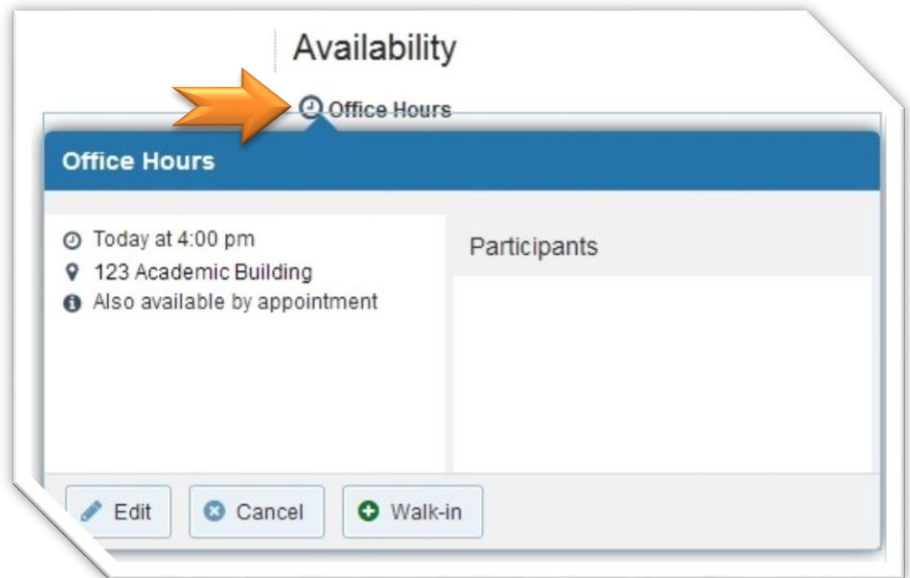 Availability
Office Hours
Office Hours
Today at 4:00 pm
123 Academic Building
Also available by appointment
Participants
Edit
Cancel
Walk-in